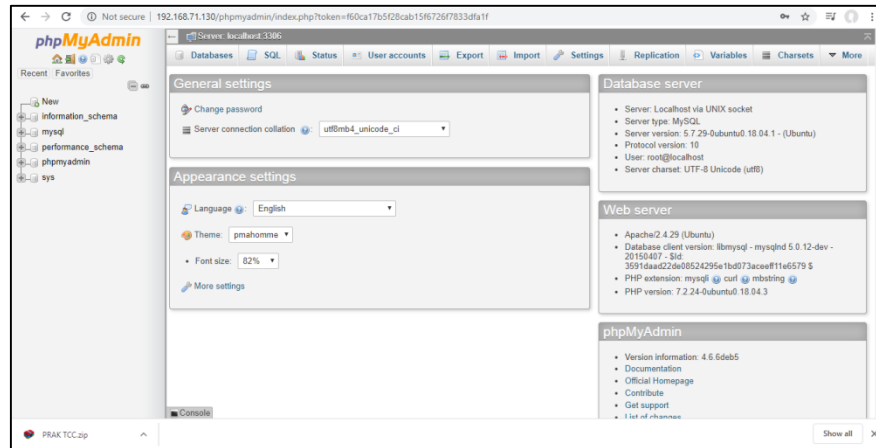 Not secure | 192.168.71.130/phpmyadmin/index.php?token=f60ca17b5f28cab15f6726f7833dfa1f
phpMyAdmin
Recent Favorites
New
information_schema
mysql
performance_schema
phpmyadmin
sys
Server: localhost:3306
Databases SQL Status User accounts Export Import Settings Replication Variables Charsets More
General settings
Change password
Server connection collation : utf8mb4_unicode_ci
Appearance settings
Language : English
Theme: pmahomme
Font size: 82%
More settings
Database server
Server: Localhost via UNIX socket
Server type: MySQL
Server version: 5.7.29-0ubuntu0.18.04.1 - (Ubuntu)
Protocol version: 10
User: root@localhost
Server charset: UTF-8 Unicode (utf8)
Web server
Apache/2.4.29 (Ubuntu)
Database client version: libmysql - mysqlnd 5.0.12-dev -
20150407 - $Id:
3591daad22de08524295e1bd073aceeff11e6579 $
PHP extension: mysqli curl mbstring
PHP version: 7.2.24-0ubuntu0.18.04.3
phpMyAdmin
Version information: 4.6.6deb5
Documentation
Official Homepage
Contribute
Get support
List of changes
Console
PRAK TCC.zip
Show all